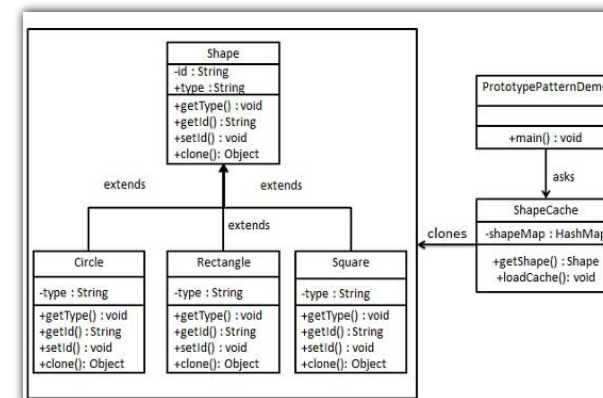 Shape
-id : String
+type : String
+getType() : void
+getId() : String
+setId() : void
+clone(): Object
extends
extends
extends
Circle
-type : String
+getType() : void
+getId() : String
+setId() : void
+clone(): Object
Rectangle
-type : String
+getType() : void
+getId() : String
+setId() : void
+clone(): Object
Square
-type : String
+getType() : void
+getId() : String
+setId() : void
+clone(): Object
PrototypePatternDemo
+main() : void
asks
clones
ShapeCache
-shapeMap : HashMap
+getShape() : Shape
+loadCache(): void